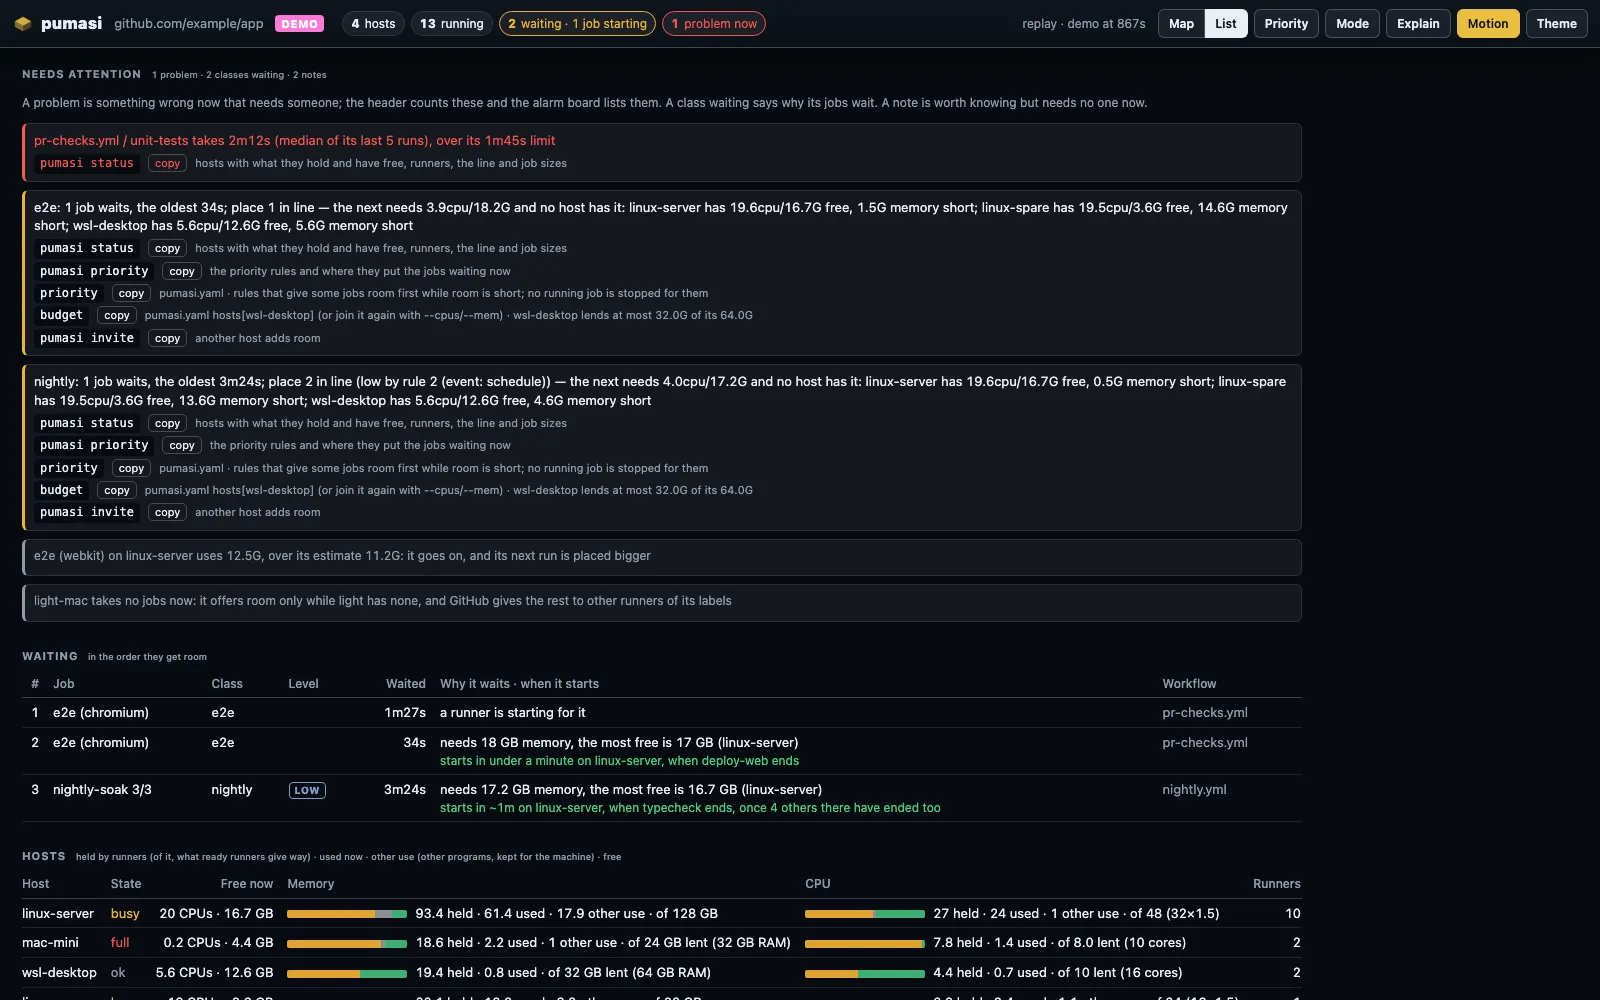 pumasi github.com/example/app DEMO 4 hosts 13 running 2 waiting · 1 job starting 1 problem now replay · demo at 867s Map List Priority Mode Explain Motion Theme
NEEDS ATTENTION 1 problem · 2 classes waiting · 2 notes
A problem is something wrong now that needs someone; the header counts these and the alarm board lists them. A class waiting says why its jobs wait. A note is worth knowing but needs no one now.
pr-checks.yml / unit-tests takes 2m12s (median of its last 5 runs), over its 1m45s limit
pumasi status copy hosts with what they hold and have free, runners, the line and job sizes
e2e: 1 job waits, the oldest 34s; place 1 in line — the next needs 3.9cpu/18.2G and no host has it: linux-server has 19.6cpu/16.7G free, 1.5G memory short; linux-spare has 19.5cpu/3.6G free, 14.6G memory
short; wsl-desktop has 5.6cpu/12.6G free, 5.6G memory short
pumasi status copy hosts with what they hold and have free, runners, the line and job sizes
pumasi priority copy the priority rules and where they put the jobs waiting now
priority copy pumasi.yaml · rules that give some jobs room first while room is short; no running job is stopped for them
budget copy pumasi.yaml hosts[wsl-desktop] (or join it again with --cpus/--mem) · wsl-desktop lends at most 32.0G of its 64.0G
pumasi invite copy another host adds room
nightly: 1 job waits, the oldest 3m24s; place 2 in line (low by rule 2 (event: schedule)) — the next needs 4.0cpu/17.2G and no host has it: linux-server has 19.6cpu/16.7G free, 0.5G memory short; linux-spare
has 19.5cpu/3.6G free, 13.6G memory short; wsl-desktop has 5.6cpu/12.6G free, 4.6G memory short
pumasi status copy hosts with what they hold and have free, runners, the line and job sizes
pumasi priority copy the priority rules and where they put the jobs waiting now
priority copy pumasi.yaml · rules that give some jobs room first while room is short; no running job is stopped for them
budget copy pumasi.yaml hosts[wsl-desktop] (or join it again with --cpus/--mem) · wsl-desktop lends at most 32.0G of its 64.0G
pumasi invite copy another host adds room
e2e (webkit) on linux-server uses 12.5G, over its estimate 11.2G: it goes on, and its next run is placed bigger
light-mac takes no jobs now: it offers room only while light has none, and GitHub gives the rest to other runners of its labels
WAITING in the order they get room
# Job Class Level Waited Why it waits · when it starts Workflow
1 e2e (chromium) e2e 1m27s a runner is starting for it pr-checks.yml
2 e2e (chromium) e2e 34s needs 18 GB memory, the most free is 17 GB (linux-server) pr-checks.yml
starts in under a minute on linux-server, when deploy-web ends
3 nightly-soak 3/3 nightly LOW 3m24s needs 17.2 GB memory, the most free is 16.7 GB (linux-server) nightly.yml
starts in ~1m on linux-server, when typecheck ends, once 4 others there have ended too
HOSTS held by runners (of it, what ready runners give way) · used now · other use (other programs, kept for the machine) · free
Host State Free now Memory CPU Runners
linux-server busy 20 CPUs · 16.7 GB 93.4 held · 61.4 used · 17.9 other use · of 128 GB 27 held · 24 used · 1 other use · of 48 (32×1.5) 10
mac-mini full 0.2 CPUs · 4.4 GB 18.6 held · 2.2 used · 1 other use · of 24 GB lent (32 GB RAM) 7.8 held · 1.4 used · of 8.0 lent (10 cores) 2
wsl-desktop ok 5.6 CPUs · 12.6 GB 19.4 held · 0.8 used · of 32 GB lent (64 GB RAM) 4.4 held · 0.7 used · of 10 lent (16 cores) 2